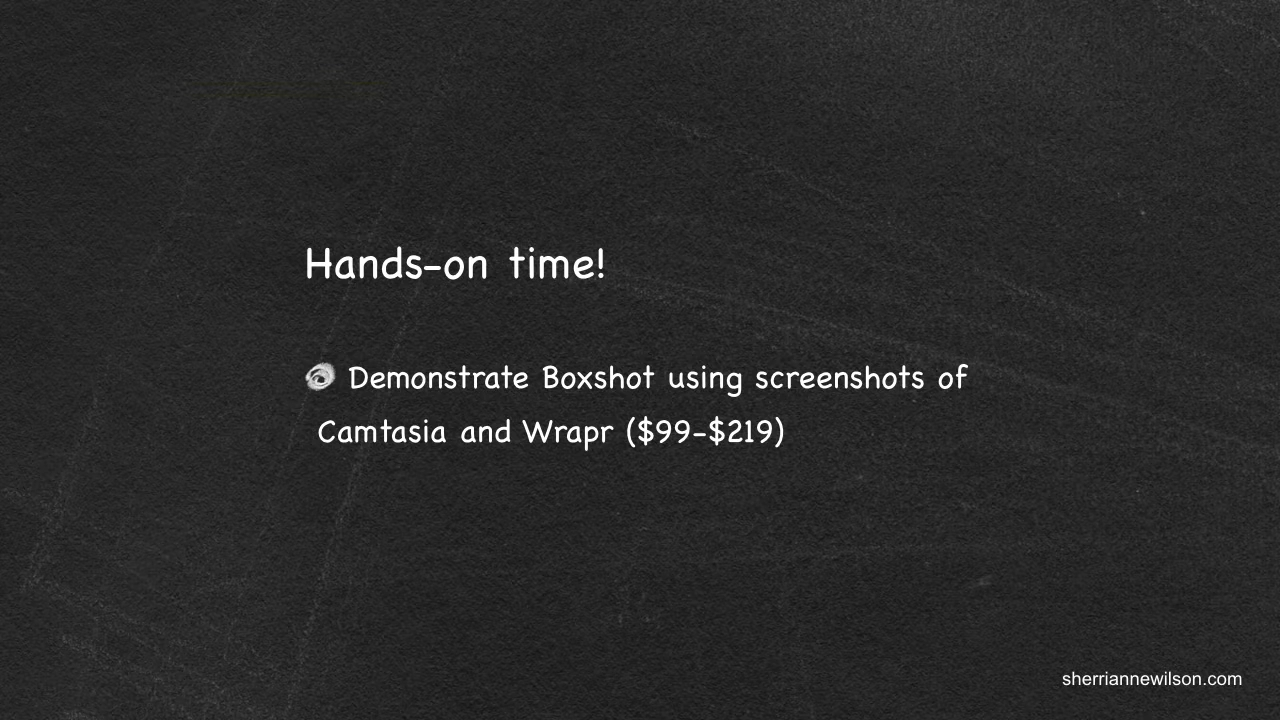 Hands-on time!
Demonstrate Boxshot using screenshots of
Camtasia and Wrapr ($99-$219)
sherriannewilson.com